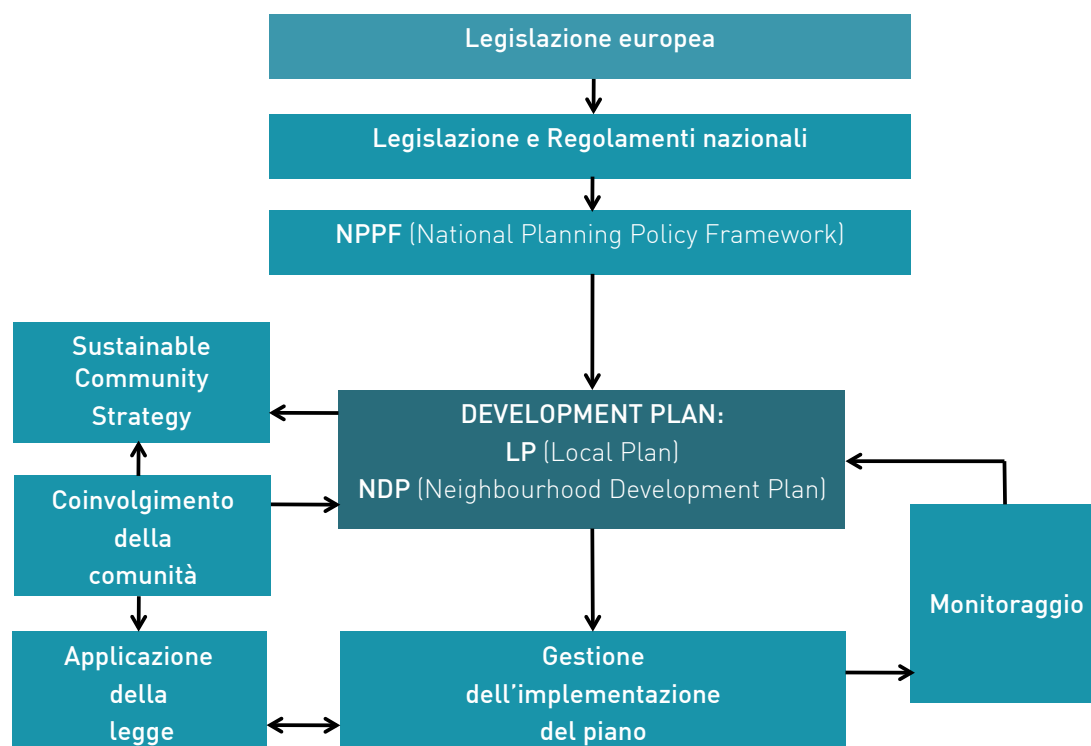 Legislazione europea
Legislazione e Regolamenti nazionali
NPPF (National Planning Policy Framework)
Sustainable
Community
Strategy
DEVELOPMENT PLAN:
LP (Local Plan)
NDP (Neighbourhood Development Plan)
Coinvolgimento
della
comunità
Monitoraggio
Applicazione
della
legge
Gestione
dell'implementazione
del piano